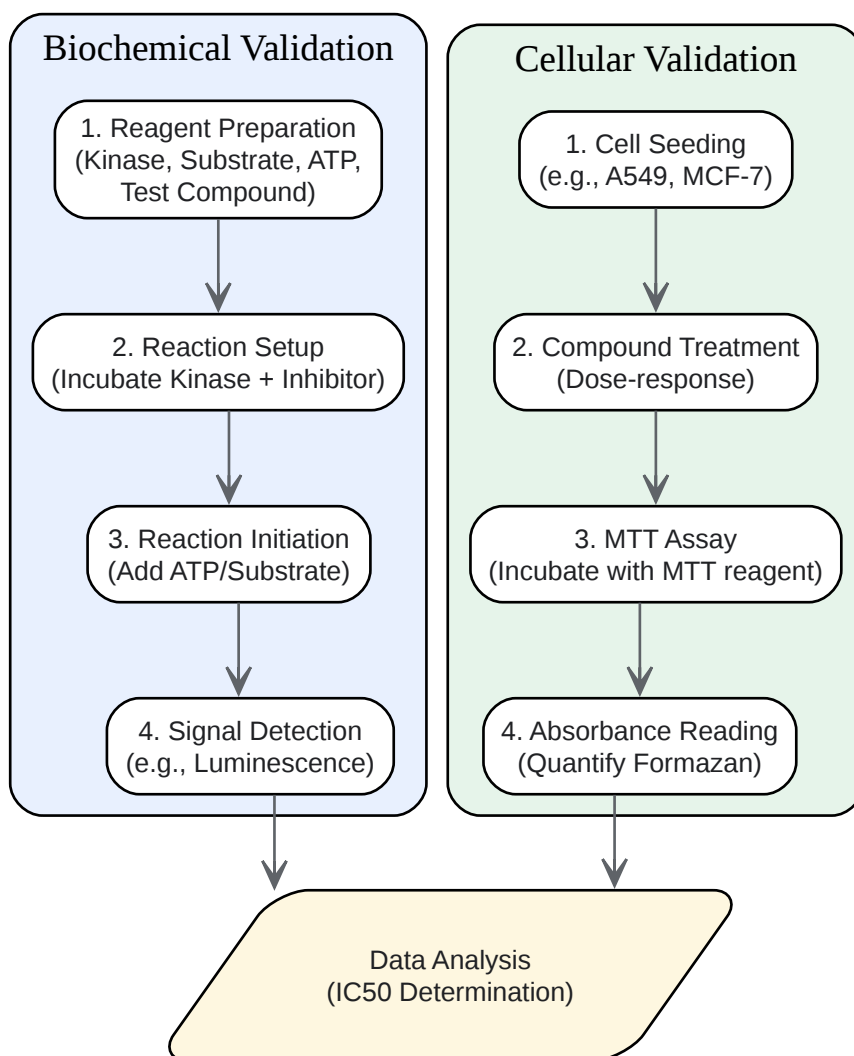 Biochemical Validation
1. Reagent Preparation
(Kinase, Substrate, ATP,
Test Compound)
2. Reaction Setup
(Incubate Kinase + Inhibitor)
3. Reaction Initiation
(Add ATP/Substrate)
4. Signal Detection
(e.g., Luminescence)
Cellular Validation
1. Cell Seeding
(e.g., A549, MCF-7)
2. Compound Treatment
(Dose-response)
3. MTT Assay
(Incubate with MTT reagent)
4. Absorbance Reading
(Quantify Formazan)
Data Analysis
(IC50 Determination)